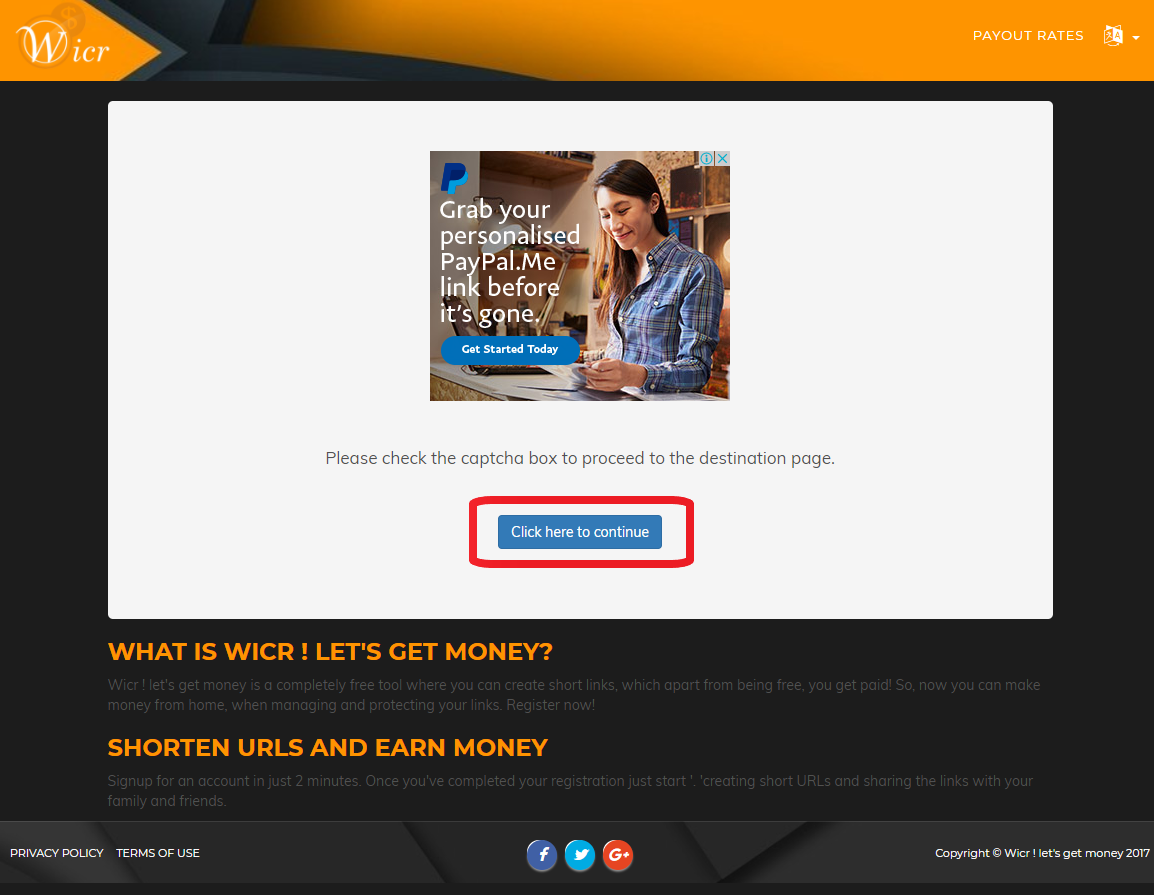 Wicr
PAYOUT RATES
Grab your
personalised
PayPal.Me
link before
it's gone.
Get Started Today
Please check the captcha box to proceed to the destination page.
Click here to continue
WHAT IS WICR ! LET'S GET MONEY?
Wicr ! let's get money is a completely free tool where you can create short links, which apart from being free, you get paid! So, now you can make
money from home, when managing and protecting your links. Register now!
SHORTEN URLS AND EARN MONEY
Signup for an account in just 2 minutes. Once you've completed your registration just start '. 'creating short URLs and sharing the links with your
family and friends.
PRIVACY POLICY TERMS OF USE
f
G+
Copyright © Wicr ! let's get money 2017